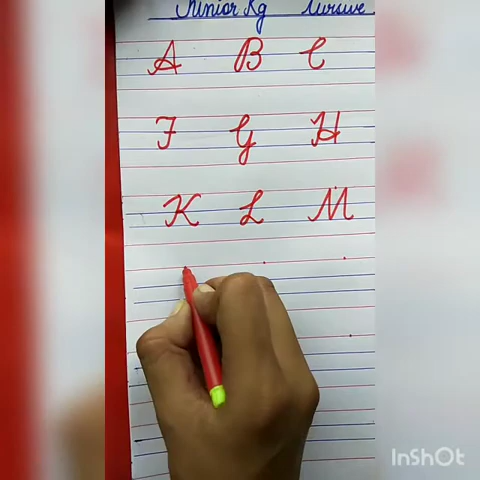 Junior Kg Cursive
A B C
F G H
K L M
InShOt